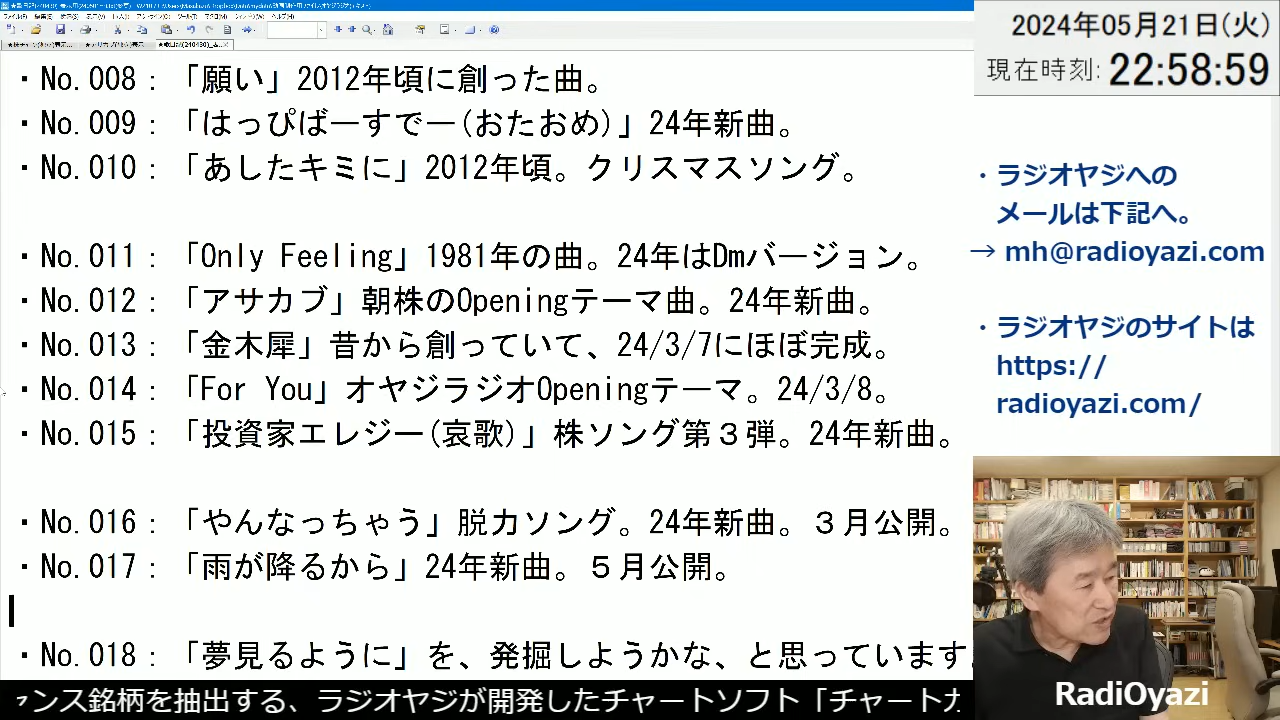 ・No.008：「願い」2012年頃に創った曲。
・No.009：「はっぴばーすでー(おたおめ)」24年新曲。
・No.010：「あしたキミに」2012年頃。クリスマスソング。
・No.011：「Only Feeling」1981年の曲。24年はDmバージョン。
・No.012：「アサカブ」朝株のOpeningテーマ曲。24年新曲。
・No.013：「金木犀」昔から創っていて、24/3/7にほぼ完成。
・No.014：「For You」オヤジラジオOpeningテーマ。24/3/8。
・No.015：「投資家エレジー(哀歌)」株ソング第３弾。24年新曲。
・No.016：「やんなっちゃう」脱力ソング。24年新曲。３月公開。
・No.017：「雨が降るから」24年新曲。５月公開。
・No.018：「夢見るように」を、発掘しようかな、と思っています
2024年05月21日(火)
現在時刻: 22:58:59
・ラジオヤジへの
メールは下記へ。
→ mh@radioyazi.com
・ラジオヤジのサイトは
https://
radioyazi.com/
RadiOyazi
ァンス銘柄を抽出する、ラジオヤジが開発したチャートソフト「チャートカ